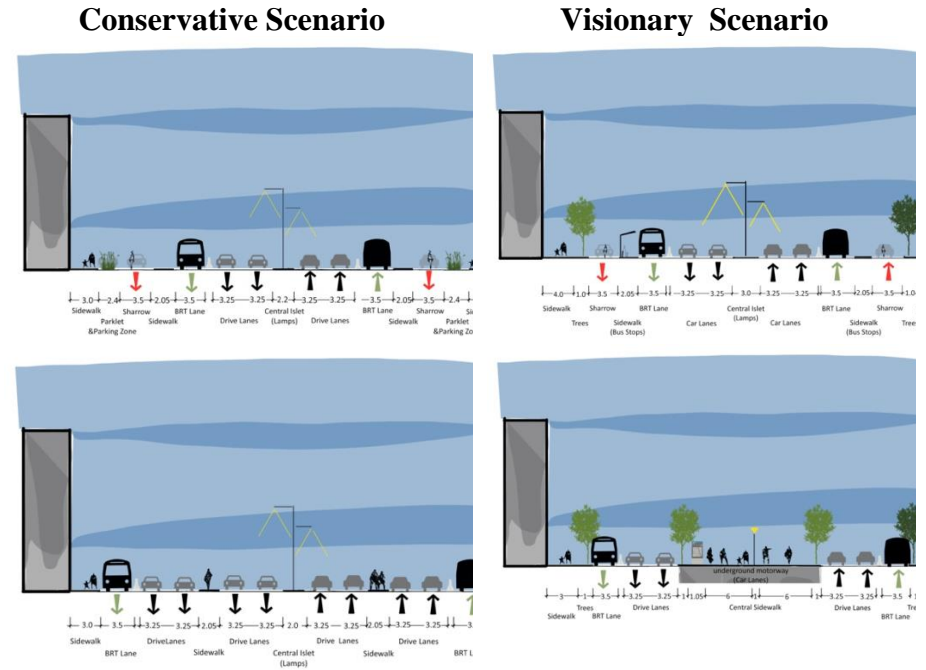 Conservative Scenario
Visionary Scenario
3.0 2.4 3.5 2.05 3.5 3.25 3.25 2.2 3.25 3.25 3.5 2.05 3.5 2.4
Sidewalk Sharrow BRT Lane Central Islet BRT Lane Sharrow
Parklet Sidewalk Drive Lanes (Lamps) Drive Lanes Sidewalk Parklet
&Parking Zone &Parking Zone
4.0 1.0 3.5 2.05 3.5 3.25 3.25 3.0 3.25 3.25 3.5 2.05 3.5 1.0
Sidewalk Sharrow BRT Lane Central Islet BRT Lane Sharrow
Trees Sidewalk Car Lanes (Lamps) Car Lanes Sidewalk
(Bus Stops) (Bus Stops)
3.0 3.5 3.25 3.25 2.05 3.25 3.25 2.0 3.25 3.25 2.05 3.25 3.25
Sidewalk DriveLanes Drive Lanes Drive Lanes DriveLanes
BRT Lane Sidewalk Central Islet Sidewalk
(Lamps)
underground motorway
(Car Lanes)
3 1 3.5 3.25 3.25 1 1.05 6 6 1 3.25 3.25 3.5
Trees Drive Lanes Drive Lanes
Sidewalk BRT Lane Central Sidewalk BRT Lane